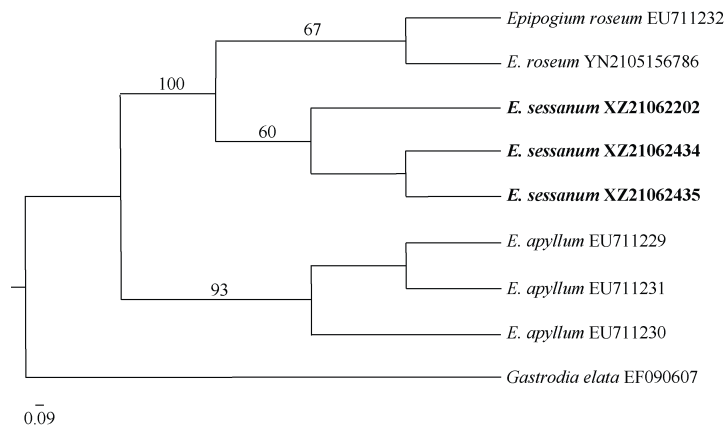 Epipogium roseum EU711232
67
E. roseum YN2105156786
100
E. sessanum XZ21062202
60
E. sessanum XZ21062434
E. sessanum XZ21062435
E. apyllum EU711229
93
E. apyllum EU711231
E. apyllum EU711230
Gastrodia elata EF090607
0.09